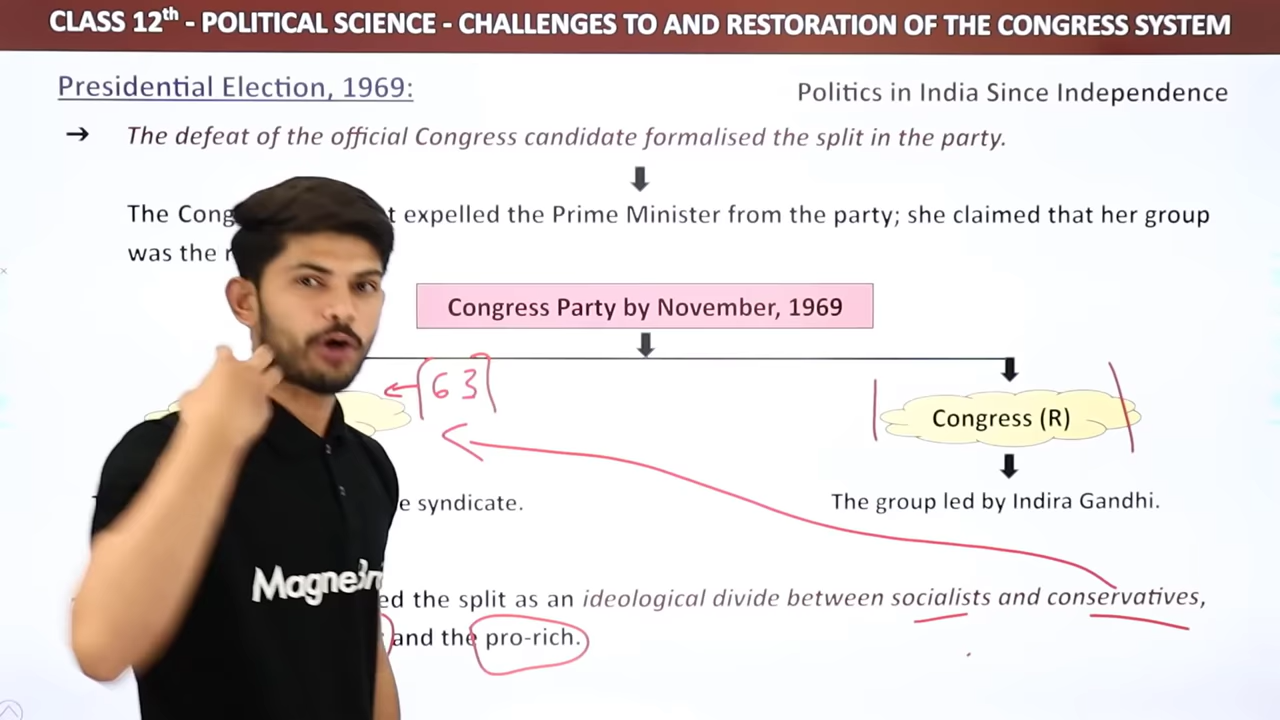 CLASS 12th - POLITICAL SCIENCE - CHALLENGES TO AND RESTORATION OF THE CONGRESS SYSTEM
Presidential Election, 1969:
Politics in India Since Independence
→ The defeat of the official Congress candidate formalised the split in the party.
The expelled the Prime Minister from the party; she claimed that her group
was the
Congress Party by November, 1969
63
Congress (R)
syndicate.
The group led by Indira Gandhi.
the split as an ideological divide between socialists and conservatives,
and the pro-rich.